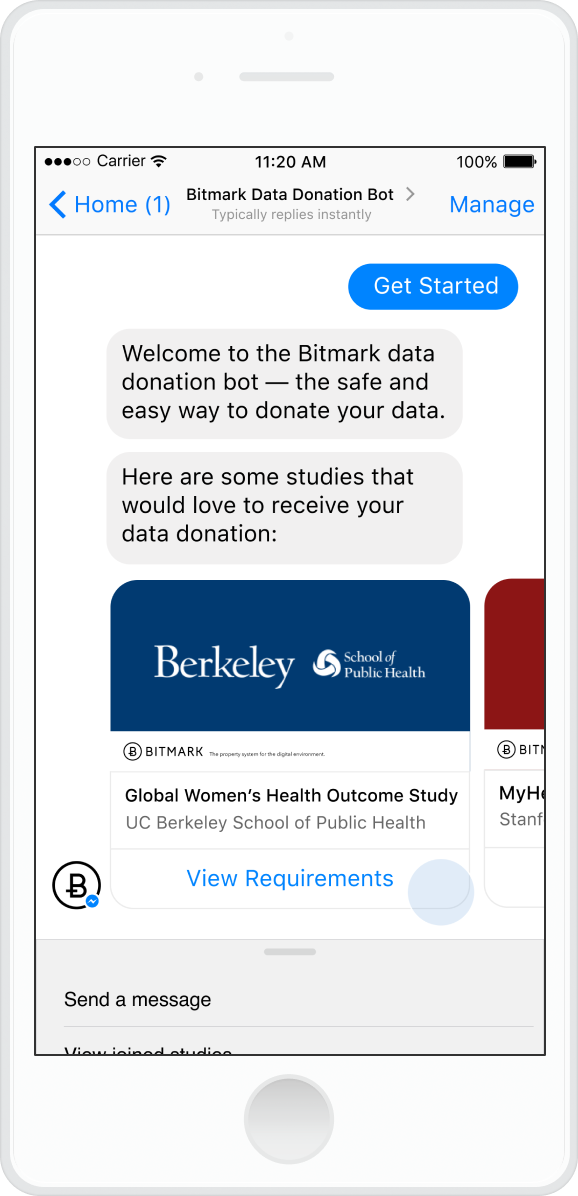 Carrier 11:20 AM 100%
Home (1) Bitmark Data Donation Bot Manage
Typically replies instantly
Get Started
Welcome to the Bitmark data
donation bot — the safe and
easy way to donate your data.
Here are some studies that
would love to receive your
data donation:
Berkeley School of
Public Health
BITMARK The property system for the digital environment.
Global Women’s Health Outcome Study
UC Berkeley School of Public Health
View Requirements
BITM
MyHe
Stanf
Send a message
View joined studies